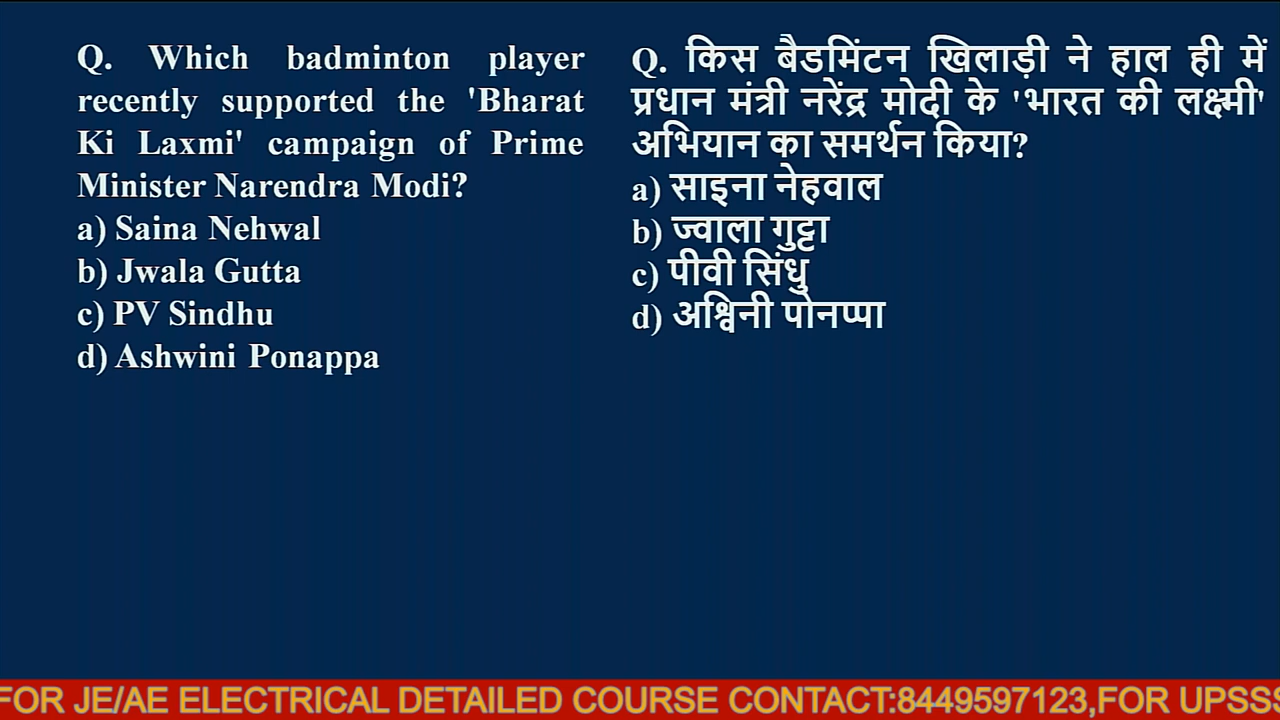 Q. Which badminton player
recently supported the 'Bharat
Ki Laxmi' campaign of Prime
Minister Narendra Modi?
a) Saina Nehwal
b) Jwala Gutta
c) PV Sindhu
d) Ashwini Ponappa
Q. किस बैडमिंटन खिलाड़ी ने हाल ही में
प्रधान मंत्री नरेंद्र मोदी के 'भारत की लक्ष्मी'
अभियान का समर्थन किया?
a) साइना नेहवाल
b) ज्वाला गुट्टा
c) पीवी सिंधु
d) अश्विनी पोनप्पा
FOR JE/AE ELECTRICAL DETAILED COURSE CONTACT:8449597123,FOR UPSSS